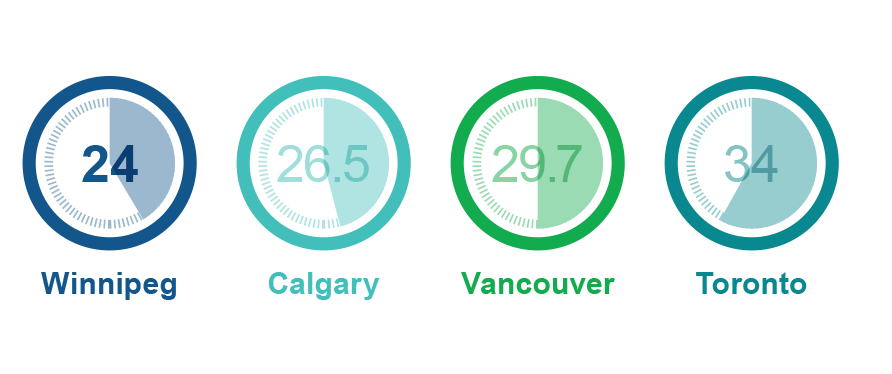 24 26.5 29.7 34
Winnipeg Calgary Vancouver Toronto